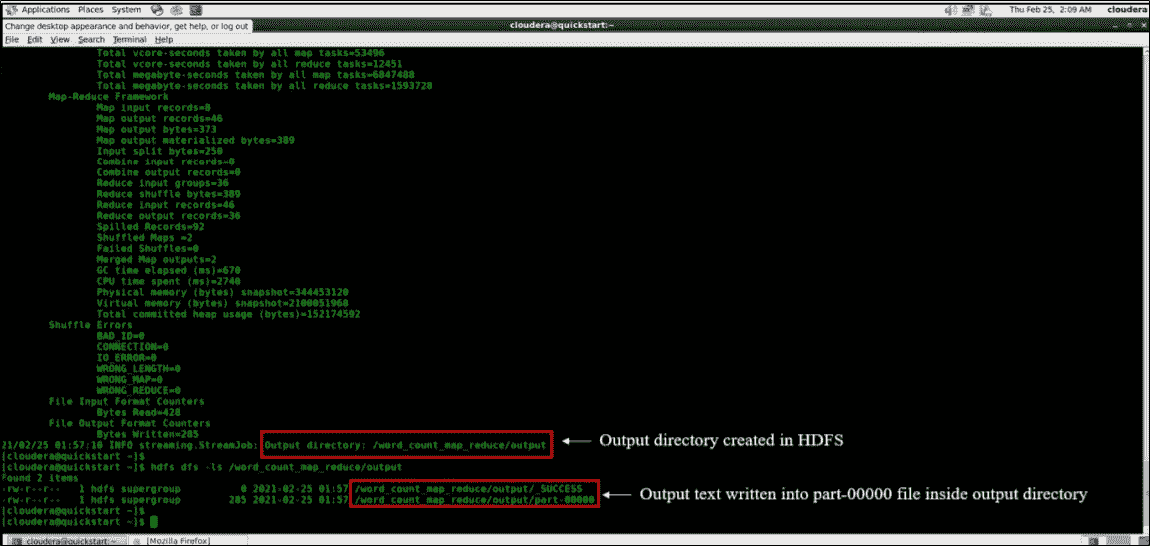 Applications Places System Thu Feb 25, 2:09 AM cloudera
Change desktop appearance and behavior, get help, or log out
cloudera@quickstart:~
File Edit View Search Terminal Help
Total vcore-seconds taken by all map tasks=53496
Total vcore-seconds taken by all reduce tasks=12451
Total megabyte-seconds taken by all map tasks=6847488
Total megabyte-seconds taken by all reduce tasks=1593728
Map-Reduce Framework
Map input records=8
Map output records=46
Map output bytes=373
Map output materialized bytes=389
Input split bytes=250
Combine input records=0
Combine output records=0
Reduce input groups=36
Reduce shuffle bytes=389
Reduce input records=46
Reduce output records=36
Spilled Records=92
Shuffled Maps =2
Failed Shuffles=0
Merged Map outputs=2
GC time elapsed (ms)=670
CPU time spent (ms)=2740
Physical memory (bytes) snapshot=344453120
Virtual memory (bytes) snapshot=2100051968
Total committed heap usage (bytes)=152174592
Shuffle Errors
BAD_ID=0
CONNECTION=0
IO_ERROR=0
WRONG_LENGTH=0
WRONG_MAP=0
WRONG_REDUCE=0
File Input Format Counters
Bytes Read=428
File Output Format Counters
Bytes Written=285
21/02/25 01:57:10 INFO streaming.StreamJob: Output directory: /word_count_map_reduce/output
Output directory created in HDFS
[cloudera@quickstart ~]$
[cloudera@quickstart ~]$ hdfs dfs -ls /word_count_map_reduce/output
Found 2 items
-rw-r--r-- 1 hdfs supergroup 0 2021-02-25 01:57 /word_count_map_reduce/output/_SUCCESS
-rw-r--r-- 1 hdfs supergroup 285 2021-02-25 01:57 /word_count_map_reduce/output/part-00000
Output text written into part-00000 file inside output directory
[cloudera@quickstart ~]$
[cloudera@quickstart ~]$
cloudera@quickstart:~ [Mozilla Firefox]